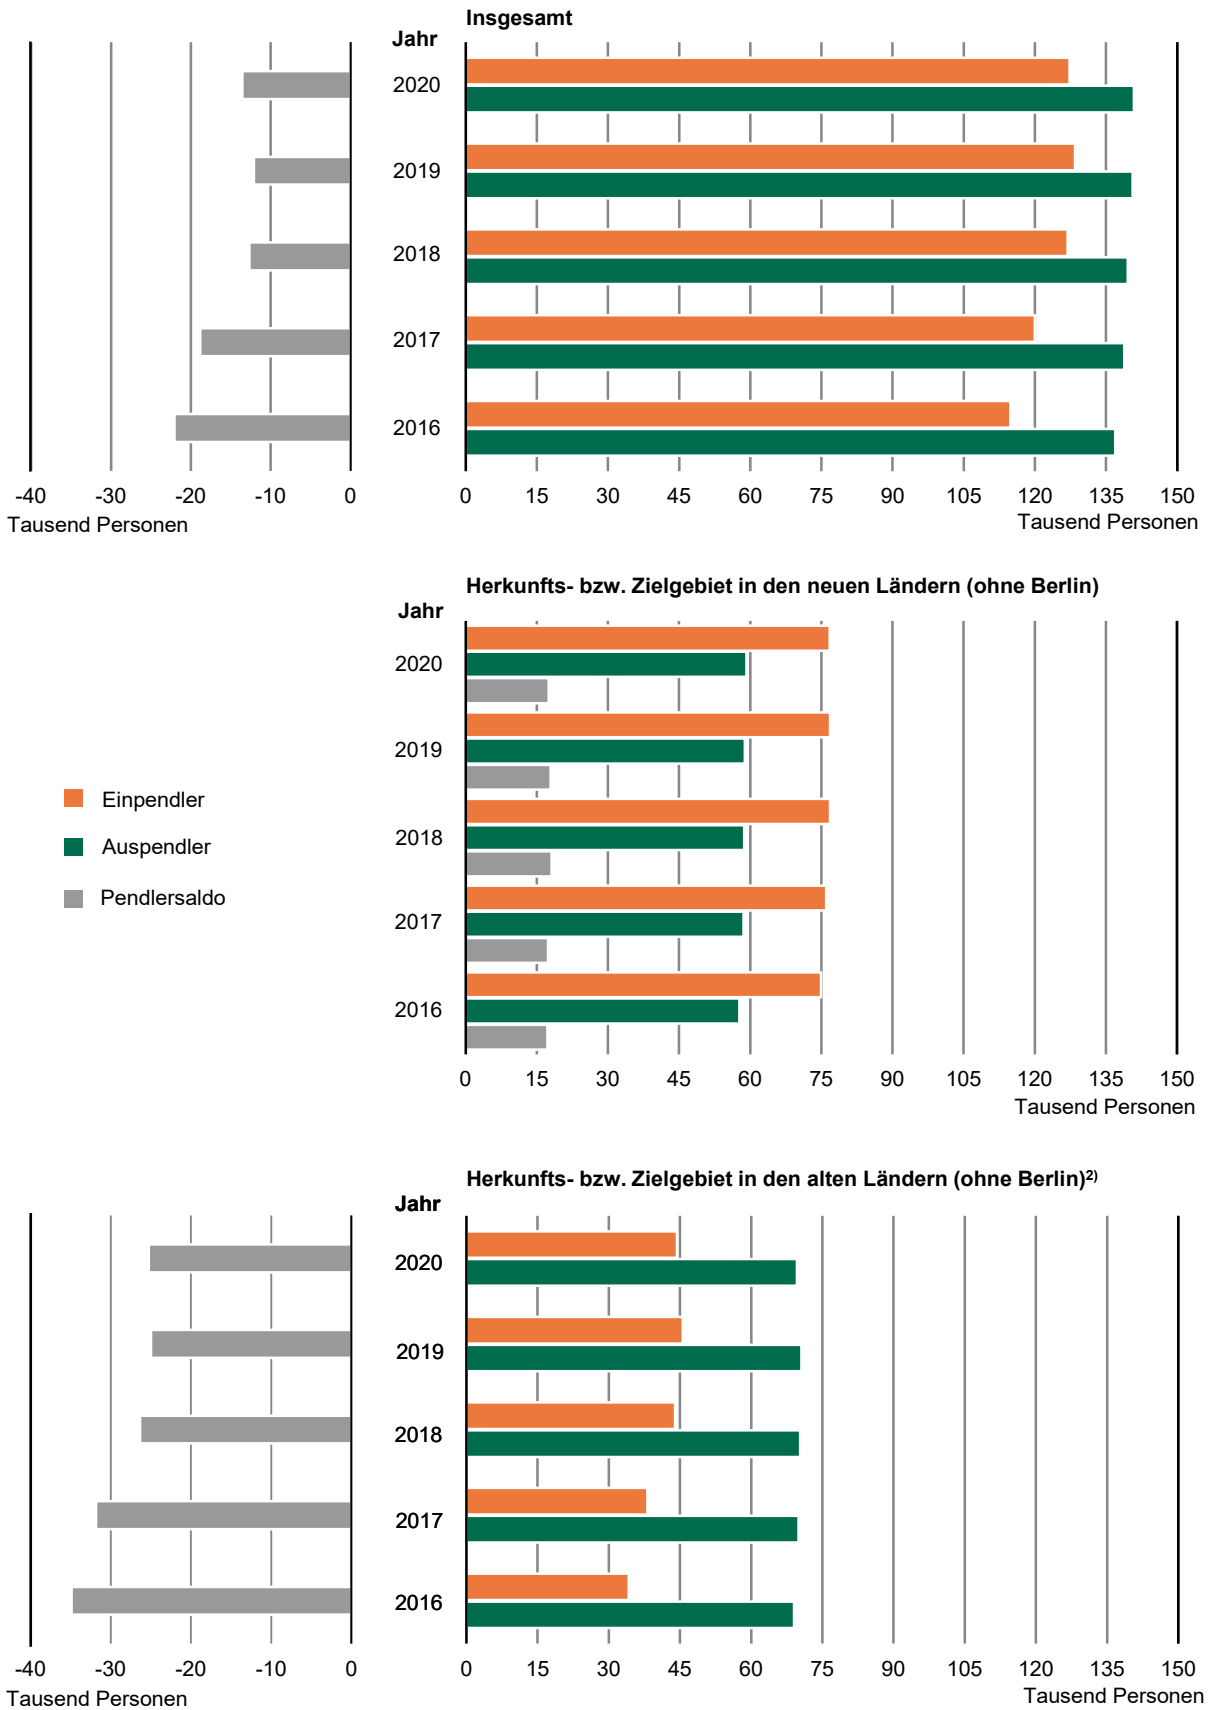 Insgesamt
Jahr
2020
2019
2018
2017
2016
-40 -30 -20 -10 0
Tausend Personen
0 15 30 45 60 75 90 105 120 135 150
Tausend Personen
Herkunfts- bzw. Zielgebiet in den neuen Ländern (ohne Berlin)
Jahr
2020
2019
2018
2017
2016
0 15 30 45 60 75 90 105 120 135 150
Tausend Personen
Einpendler
Auspendler
Pendlersaldo
Herkunfts- bzw. Zielgebiet in den alten Ländern (ohne Berlin)2)
Jahr
2020
2019
2018
2017
2016
-40 -30 -20 -10 0
Tausend Personen
0 15 30 45 60 75 90 105 120 135 150
Tausend Personen